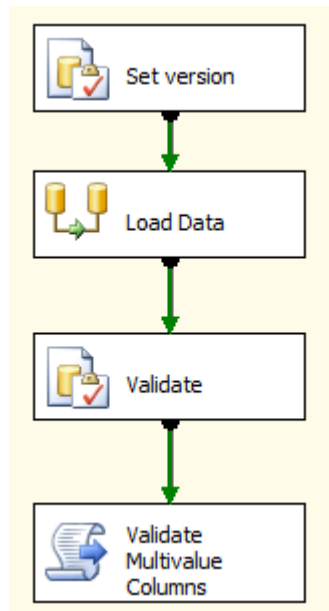 Set version
Load Data
Validate
Validate
Multivalue
Columns